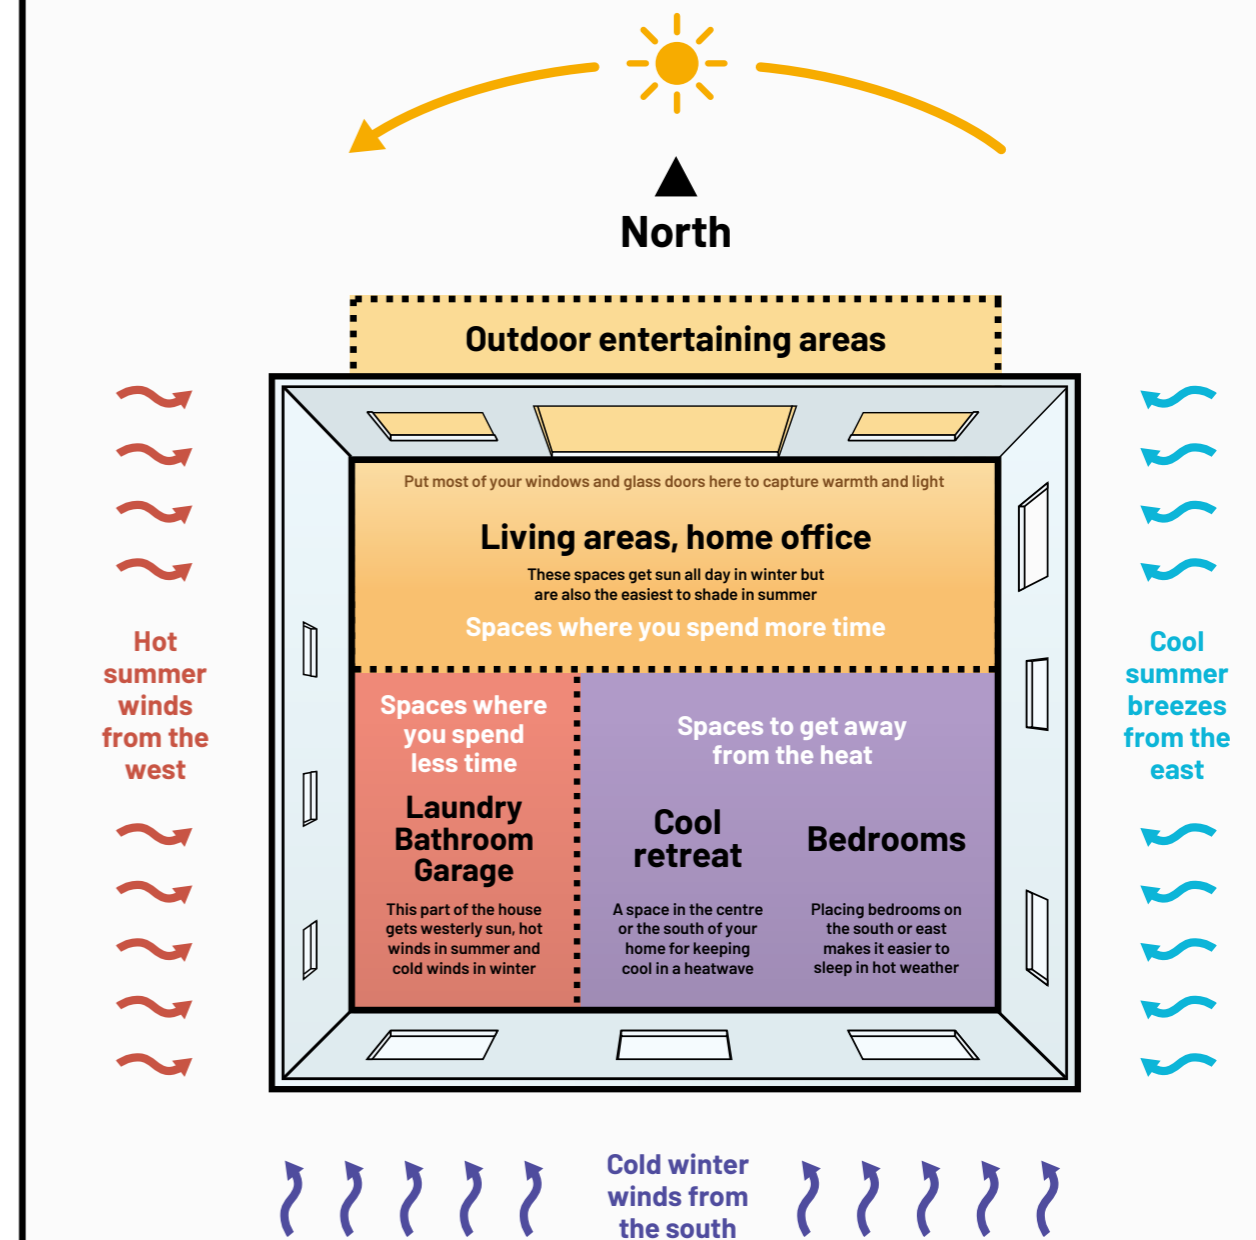 North
Outdoor entertaining areas
Put most of your windows and glass doors here to capture warmth and light
Living areas, home office
These spaces get sun all day in winter but
are also the easiest to shade in summer
Spaces where you spend more time
Hot
summer
winds
from the
west
Spaces where
you spend
less time
Laundry
Bathroom
Garage
This part of the house
gets westerly sun, hot
winds in summer and
cold winds in winter
Spaces to get away
from the heat
Cool
retreat
A space in the centre
or the south of your
home for keeping
cool in a heatwave
Bedrooms
Placing bedrooms on
the south or east
makes it easier to
sleep in hot weather
Cool
summer
breezes
from the
east
Cold winter
winds from
the south